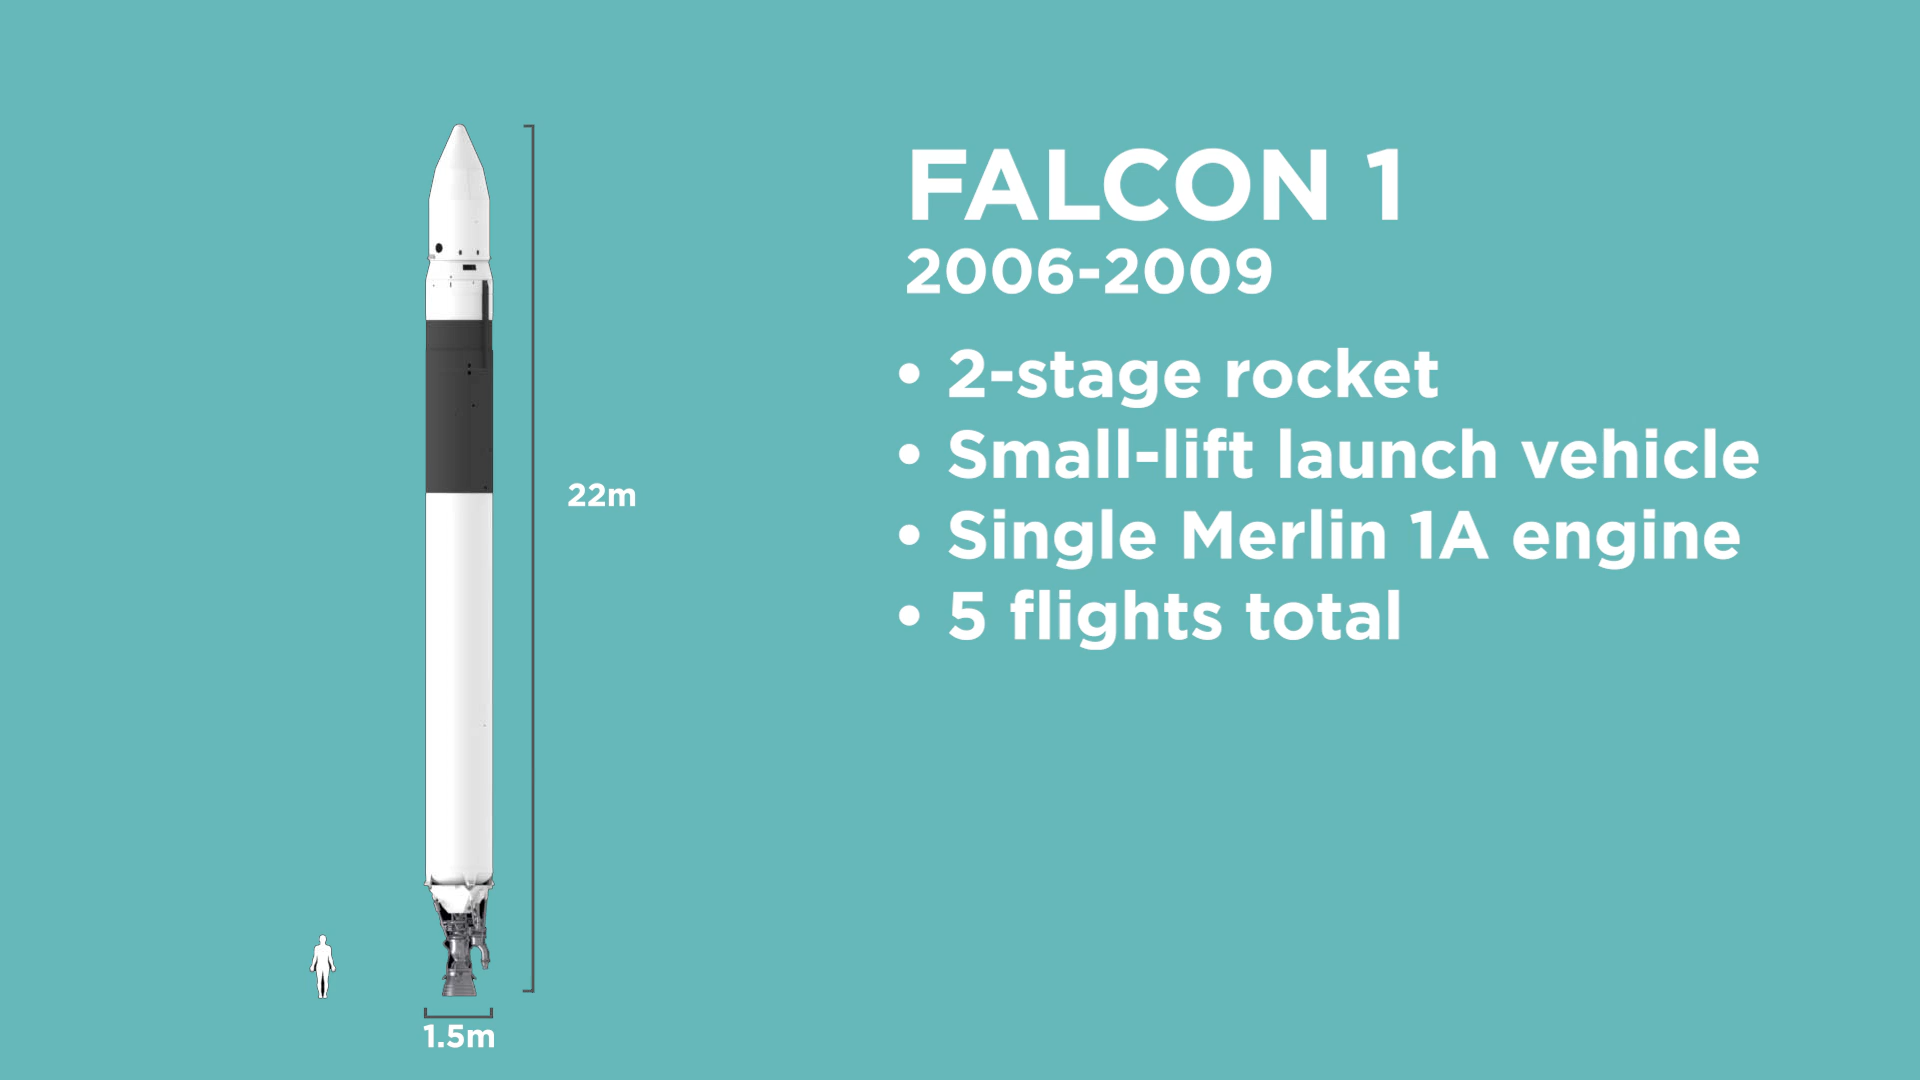 FALCON 1
2006-2009
• 2-stage rocket
• Small-lift launch vehicle
• Single Merlin 1A engine
• 5 flights total
22m
1.5m